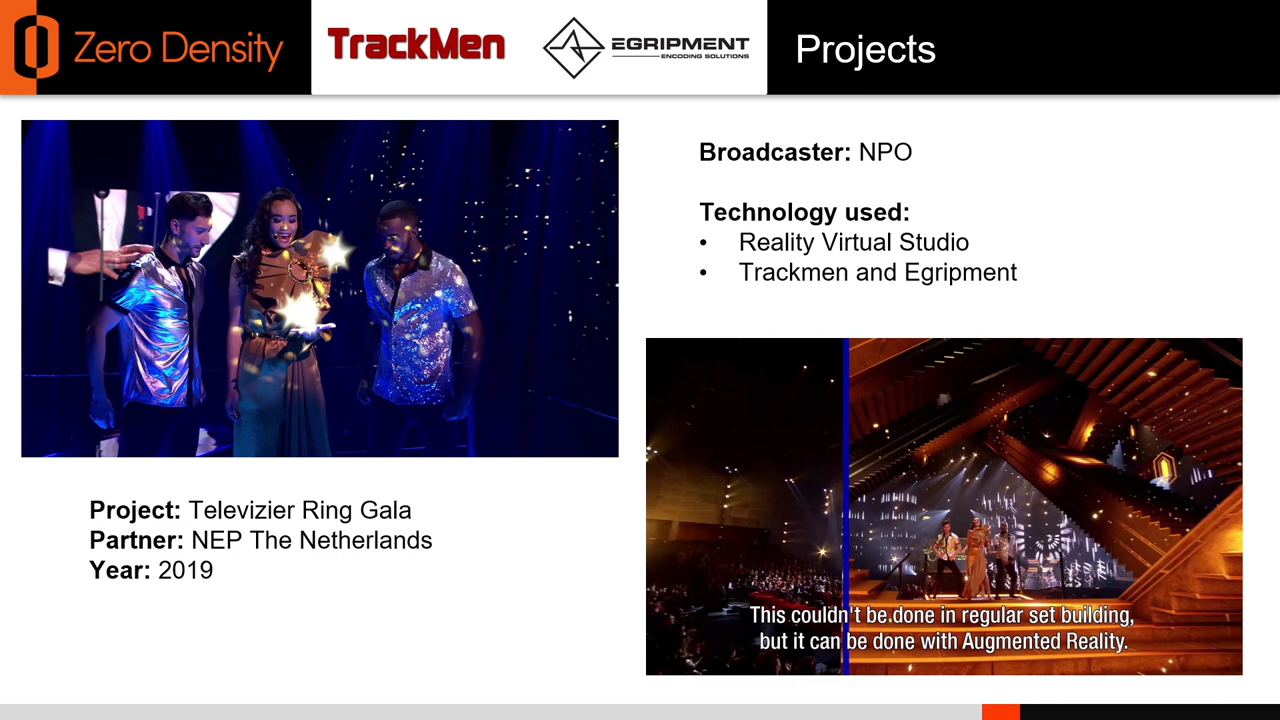 Zero Density
TrackMen
EGRIPMENT
ENCODING SOLUTIONS
Projects
Broadcaster: NPO
Technology used:
• Reality Virtual Studio
• Trackmen and Egripment
Project: Televizier Ring Gala
Partner: NEP The Netherlands
Year: 2019
This couldn't be done in regular set building,
but it can be done with Augmented Reality.